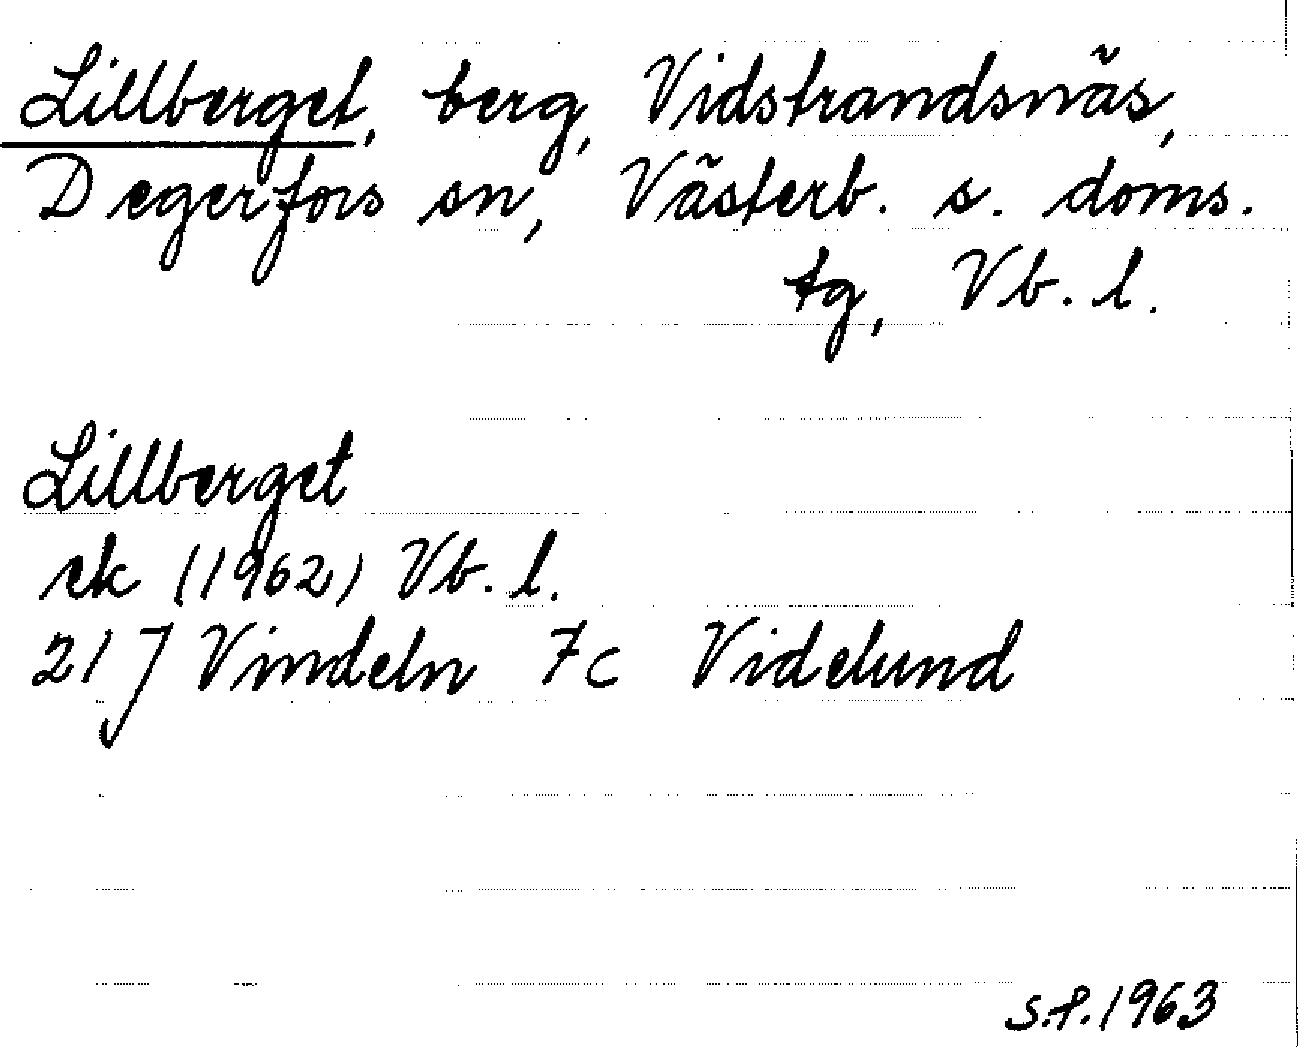 Lillberget, berg, Vidstrandsnäs,
Degerfors sn, Västerb. s. doms.
tg, Vb. l.
Lillberget
ek (1962) Vb. l.
21 J Vindeln 7c Videlund
s.f. 1963